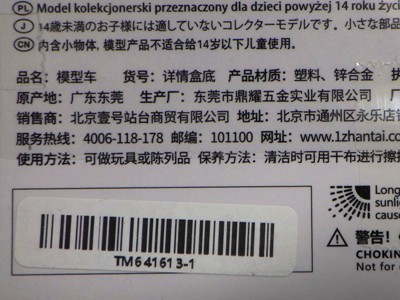 PL Model kolekcjonerski przeznaczony dla dzieci powyżej 14 roku życi
J 14歳未満のお子様には適していないコレクターモデルです。小さな部品
C 内含小物体, 模型产品不适合给14岁以下儿童使用。
品名：模型车 货号：详情盒底 产品材质：塑料、锌合金
原产地：广东东莞 生产厂：东莞市鼎耀五金实业有限公司
销售商：北京壹号站台商贸有限公司 地址：北京市通州区永乐店
服务热线：4006-118-178 邮编：101100 网址：www.1zhantai.c
使用方法：可做玩具或陈列品 保养方法：清洁时可用干布进行擦
Long
sunli
cause
警告！
CHOKIN
TM641613-1